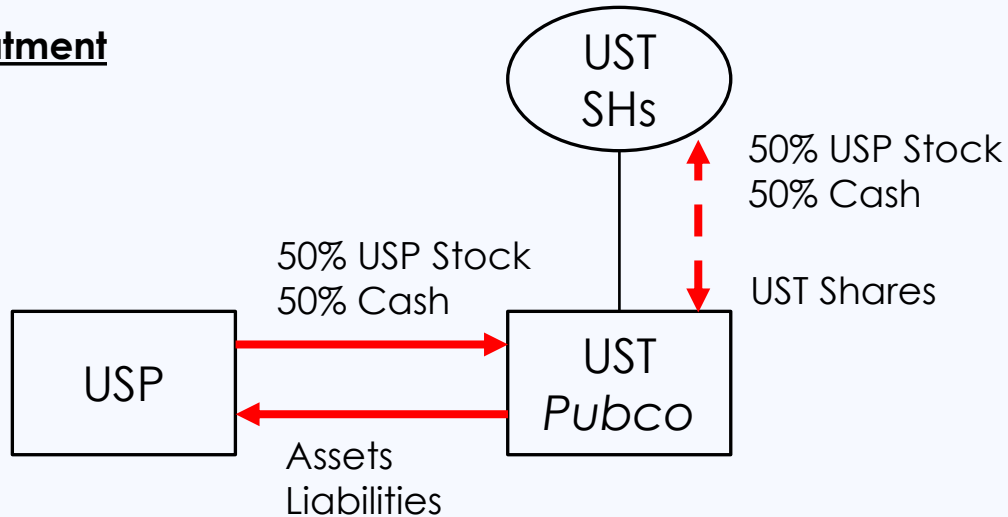 UST
SHs
50% USP Stock
50% Cash
50% USP Stock
50% Cash
UST Shares
USP
UST
Pubco
Assets
Liabilities